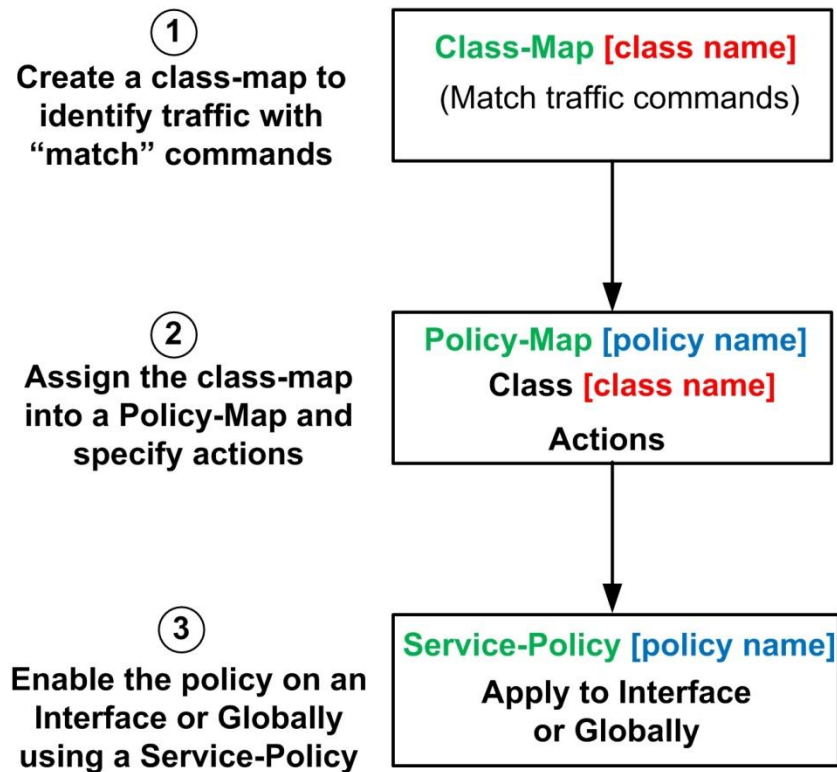 1
Create a class-map to
identify traffic with
“match” commands
Class-Map [class name]
(Match traffic commands)
2
Assign the class-map
into a Policy-Map and
specify actions
Policy-Map [policy name]
Class [class name]
Actions
3
Enable the policy on an
Interface or Globally
using a Service-Policy
Service-Policy [policy name]
Apply to Interface
or Globally